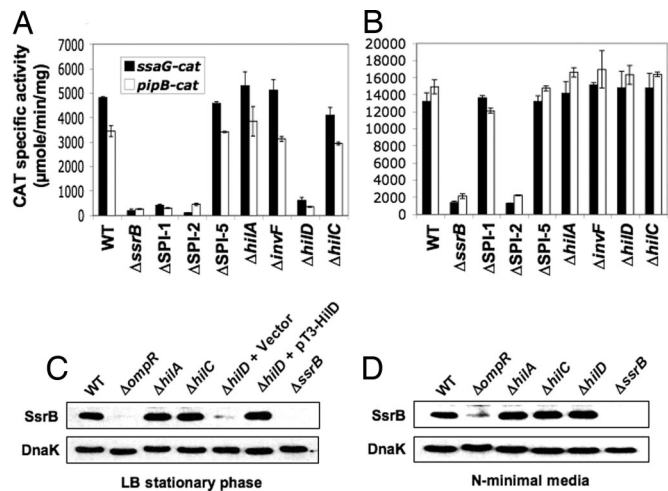 A
B
CAT specific activity
(µmole/min/mg)
7000
6000
5000
4000
3000
2000
1000
0
ssaG-cat
pipB-cat
WT
ΔssrB
ΔSPI-1
ΔSPI-2
ΔSPI-5
ΔhilA
ΔinvF
ΔhilD
ΔhilC
20000
18000
16000
14000
12000
10000
8000
6000
4000
2000
0
WT
ΔssrB
ΔSPI-1
ΔSPI-2
ΔSPI-5
ΔhilA
ΔinvF
ΔhilD
ΔhilC
C
WT
ΔompR
ΔhilA
ΔhilC
ΔhilD + Vector
ΔhilD + pT3-HilD
ΔssrB
SsrB
DnaK
LB stationary phase
D
WT
ΔompR
ΔhilA
ΔhilC
ΔhilD
ΔssrB
SsrB
DnaK
N-minimal media